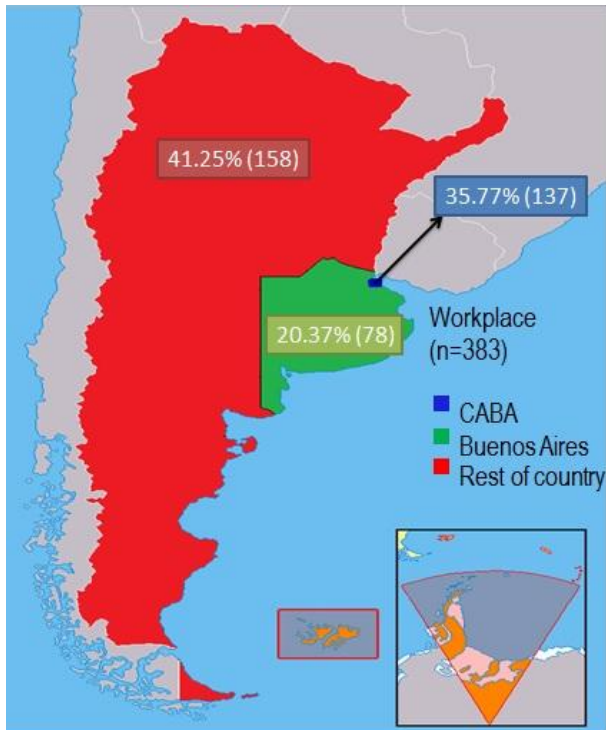 41.25% (158)
35.77% (137)
20.37% (78)
Workplace
(n=383)
CABA
Buenos Aires
Rest of country